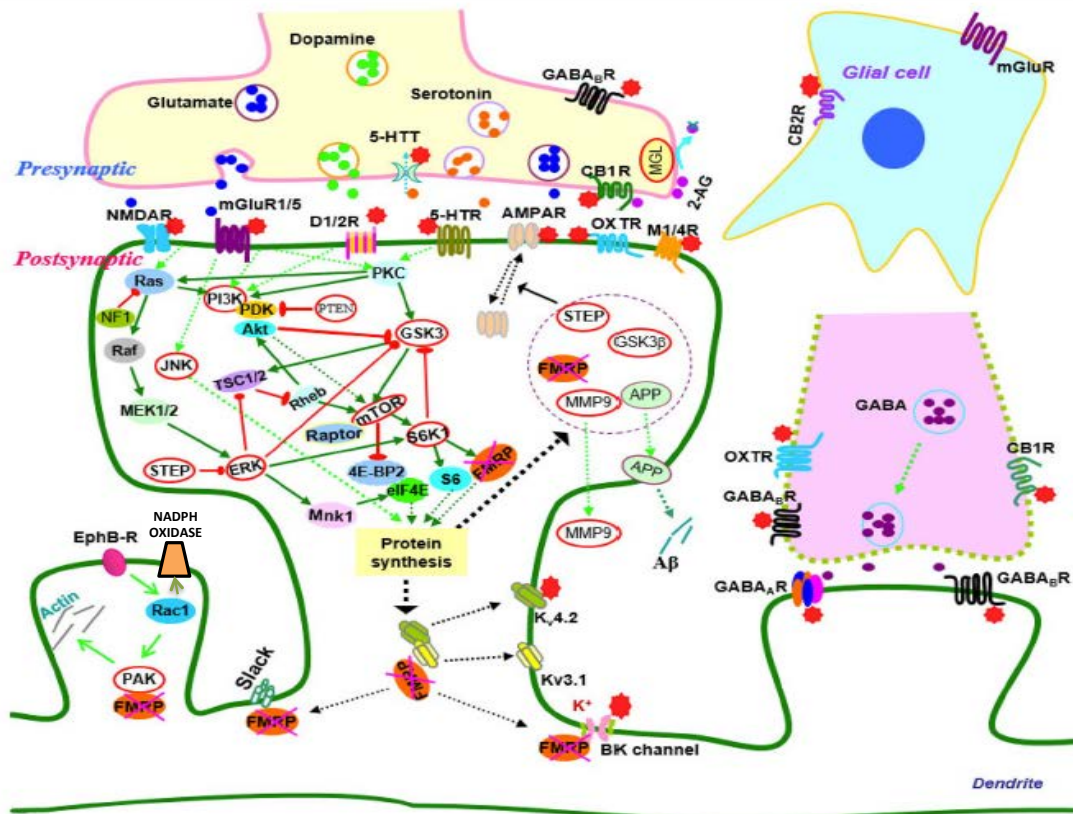 Dopamine
GABABR
mGluR
Glial cell
Glutamate
Serotonin
CB2R
5-HTT
MGL
Presynaptic
CB1R
2-AG
NMDAR
mGluR1/5
D1/2R
5-HTR
AMPAR
OXTR
M1/4R
Postsynaptic
Ras
PKC
PI3K
PDK
PTEN
NF1
Akt
GSK3
STEP
GSK3β
Raf
JNK
FMRP
TSC1/2
Rheb
MMP9
APP
GABA
MEK1/2
mTOR
Raptor
S6K1
OXTR
CB1R
STEP
ERK
4E-BP2
S6
FMRP
APP
GABABR
eIF4E
Mnk1
NADPH
OXIDASE
EphB-R
Protein
synthesis
MMP9
Aβ
GABAAR
GABABR
Actin
Rac1
Kv4.2
PAK
FMRP
Slack
FMRP
Kv3.1
FMRP
K+
FMRP
BK channel
Dendrite